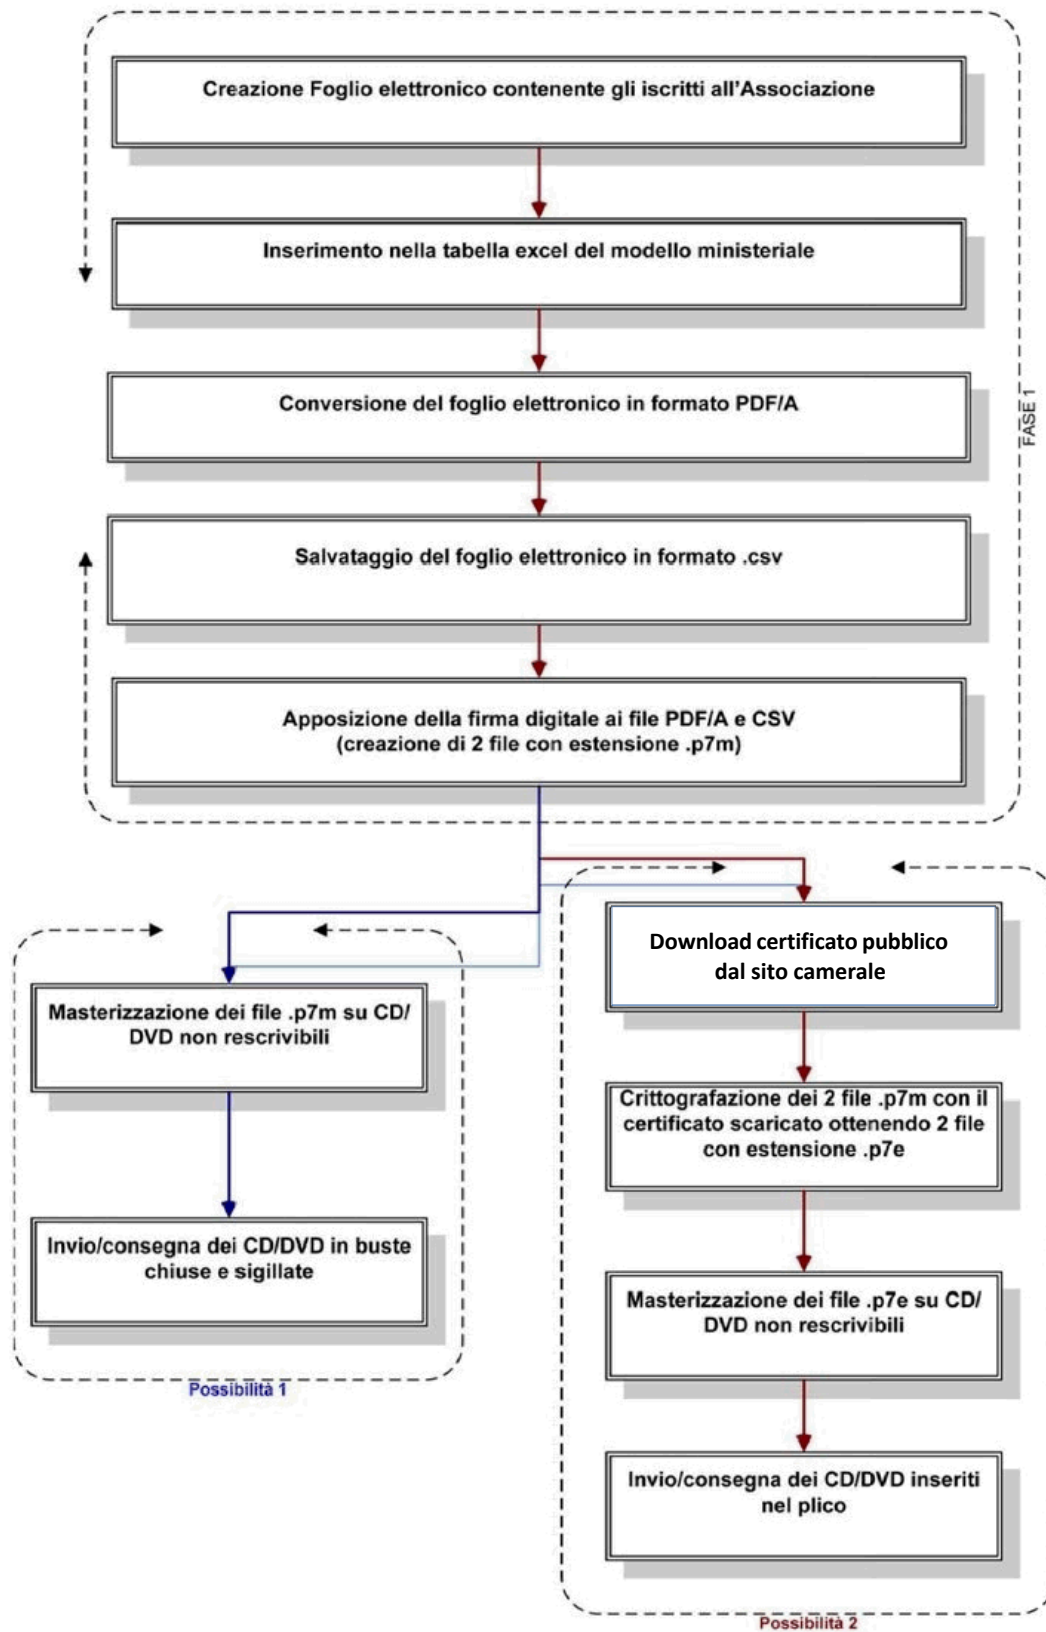 Creazione Foglio elettronico contenente gli iscritti all'Associazione
Inserimento nella tabella excel del modello ministeriale
Conversione del foglio elettronico in formato PDF/A
FASE 1
Salvataggio del foglio elettronico in formato .csv
Apposizione della firma digitale ai file PDF/A e CSV
(creazione di 2 file con estensione .p7m)
Masterizzazione dei file .p7m su CD/
DVD non rescrivibili
Invio/consegna dei CD/DVD in buste
chiuse e sigillate
Possibilità 1
Download certificato pubblico
dal sito camerale
Crittografazione dei 2 file .p7m con il
certificato scaricato ottenendo 2 file
con estensione .p7e
Masterizzazione dei file .p7e su CD/
DVD non rescrivibili
Invio/consegna dei CD/DVD inseriti
nel plico
Possibilità 2